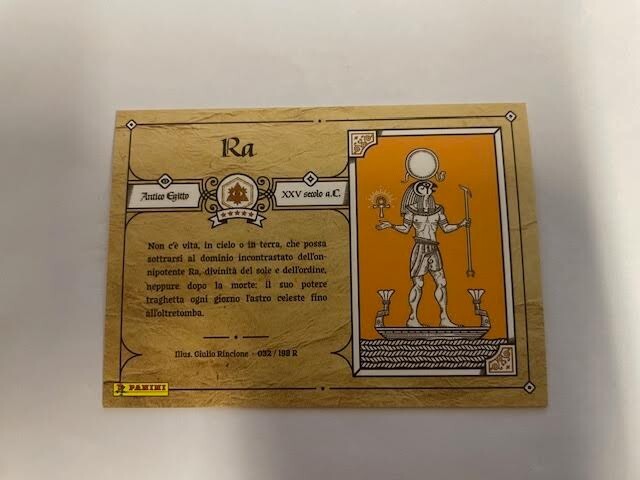 Ra
Antico Egitto
XXV secolo a.C.
Non c'è vita, in cielo o in terra, che possa
sottrarsi al dominio incontrastato dell'on-
nipotente Ra, divinità del sole e dell'ordine,
neppure dopo la morte: il suo potere
traghetta ogni giorno l'astro celeste fino
all'oltretomba.
Illus. Giulio Rincione - 032 / 198 R
PANINI